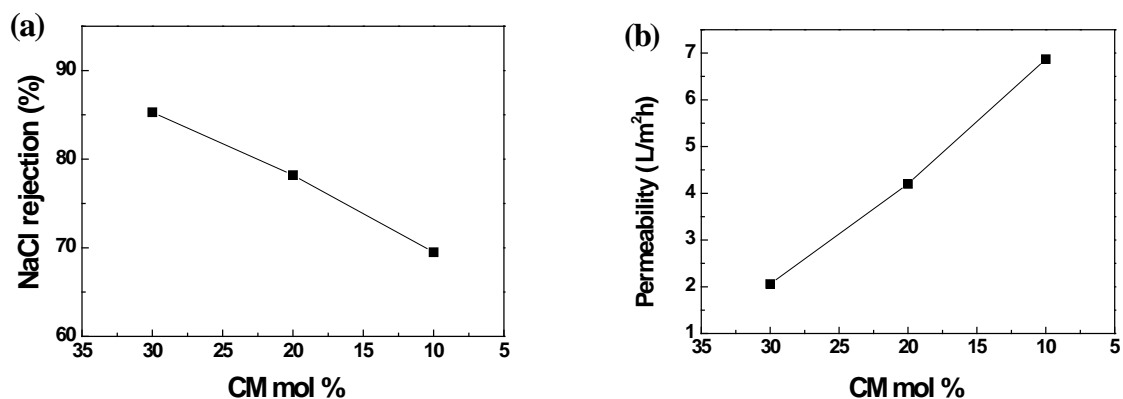 (a)
NaCl rejection (%)
90
80
70
60
35 30 25 20 15 10 5
CM mol %
(b)
Permeability (L/m²h)
7
6
5
4
3
2
1
35 30 25 20 15 10 5
CM mol %